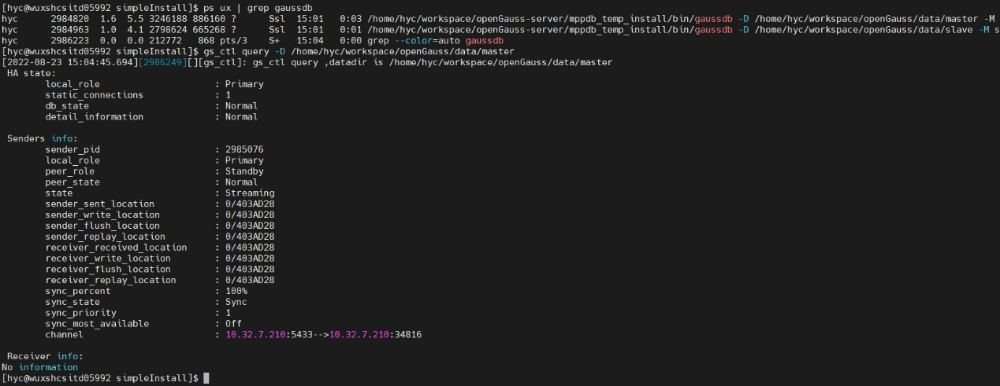 [hyc@wuxshcsitd05992 simpleInstall]$ ps ux | grep gaussdb
hyc      2984820  1.6  5.5 3246188 886160 ?      Ssl  15:01   0:03 /home/hyc/workspace/openGauss-server/mppdb_temp_install/bin/gaussdb -D /home/hyc/workspace/openGauss/data/master -M
hyc      2984963  1.0  4.1 2798624 665268 ?      Ssl  15:01   0:01 /home/hyc/workspace/openGauss-server/mppdb_temp_install/bin/gaussdb -D /home/hyc/workspace/openGauss/data/slave -M s
hyc      2986223  0.0  0.0 212772   868 pts/3    S+   15:04   0:00 grep --color=auto gaussdb
[hyc@wuxshcsitd05992 simpleInstall]$ gs_ctl query -D /home/hyc/workspace/openGauss/data/master
[2022-08-23 15:04:45.694][2986249][][gs_ctl]: gs_ctl query ,datadir is /home/hyc/workspace/openGauss/data/master
 HA state:
        local_role                     : Primary
        static_connections             : 1
        db_state                       : Normal
        detail_information             : Normal

 Senders info:
        sender_pid                     : 2985076
        local_role                     : Primary
        peer_role                      : Standby
        peer_state                     : Normal
        state                          : Streaming
        sender_sent_location           : 0/403AD28
        sender_write_location          : 0/403AD28
        sender_flush_location          : 0/403AD28
        sender_replay_location         : 0/403AD28
        receiver_received_location     : 0/403AD28
        receiver_write_location        : 0/403AD28
        receiver_flush_location        : 0/403AD28
        receiver_replay_location       : 0/403AD28
        sync_percent                   : 100%
        sync_state                     : Sync
        sync_priority                  : 1
        sync_most_available            : Off
        channel                        : 10.32.7.210:5433-->10.32.7.210:34816

 Receiver info:
No information
[hyc@wuxshcsitd05992 simpleInstall]$